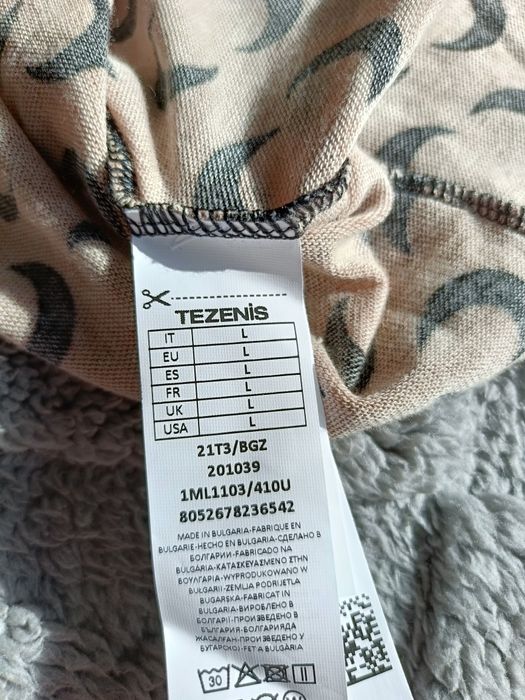 TEZENIS
IT L
EU L
ES L
FR L
UK L
USA L
21T3/BGZ
201039
1ML1103/410U
8052678236542
MADE IN BULGARIA-FABRIQUE EN
BULGARIE-HECHO EN BULGARIA-СДЕЛАНО В
БОЛГАРИИ-FABRICADO NA
BULGÁRIA-ΚΑΤΑΣΚΕΥΑΣΜΕΝΟ ΣΤΗΝ
ΒΟΥΛΓΑΡΙΑ-WYPRODUKOWANO W
BUŁGARII-ZEMLJA PODRIJETLA
BUGARSKA-FABRICAT IN
BULGARIA-ВИРОБЛЕНО В
БОЛГАРІЇ-ПРОИЗВЕДЕНО В
БЪЛГАРИЯ-БОЛГАРИЯДА
ЖАСАЛҒАН-ПРОИЗВЕДЕНО У
БУГАРСКОЈ-FET A BULGÀRIA
30